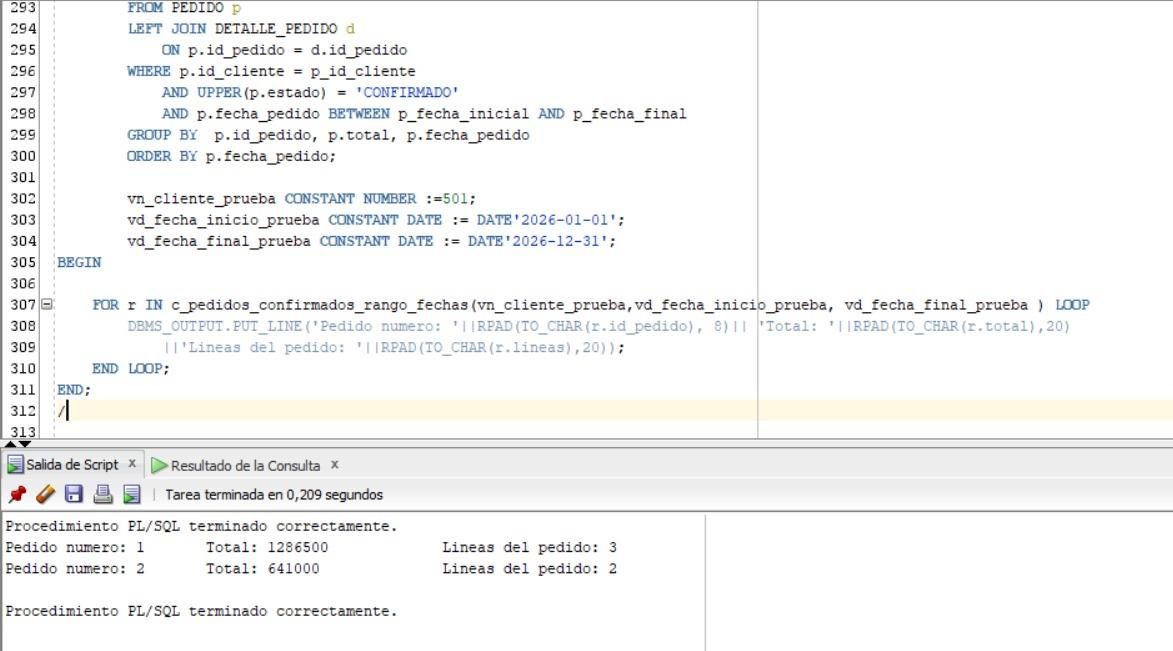 293 FROM PEDIDO p
294 LEFT JOIN DETALLE_PEDIDO d
295 ON p.id_pedido = d.id_pedido
296 WHERE p.id_cliente = p_id_cliente
297 AND UPPER(p.estado) = 'CONFIRMADO'
298 AND p.fecha_pedido BETWEEN p_fecha_inicial AND p_fecha_final
299 GROUP BY  p.id_pedido, p.total, p.fecha_pedido
300 ORDER BY p.fecha_pedido;
301
302 vn_cliente_prueba CONSTANT NUMBER :=501;
303 vd_fecha_inicio_prueba CONSTANT DATE := DATE'2026-01-01';
304 vd_fecha_final_prueba CONSTANT DATE := DATE'2026-12-31';
305 BEGIN
306
307 FOR r IN c_pedidos_confirmados_rango_fechas(vn_cliente_prueba,vd_fecha_inicio_prueba, vd_fecha_final_prueba ) LOOP
308 DBMS_OUTPUT.PUT_LINE('Pedido numero: '||RPAD(TO_CHAR(r.id_pedido), 8)|| 'Total: '||RPAD(TO_CHAR(r.total),20)
309 ||'Lineas del pedido: '||RPAD(TO_CHAR(r.lineas),20));
310 END LOOP;
311 END;
312 /
313
Salida de Script x Resultado de la Consulta x
Tarea terminada en 0,209 segundos
Procedimiento PL/SQL terminado correctamente.
Pedido numero: 1 Total: 1286500 Lineas del pedido: 3
Pedido numero: 2 Total: 641000 Lineas del pedido: 2
Procedimiento PL/SQL terminado correctamente.